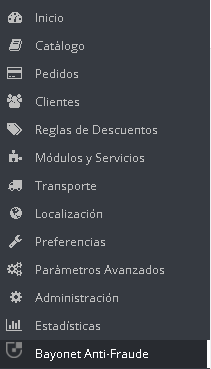 Inicio
Catálogo
Pedidos
Clientes
Reglas de Descuentos
Módulos y Servicios
Transporte
Localización
Preferencias
Parámetros Avanzados
Administración
Estadísticas
Bayonet Anti-Fraude